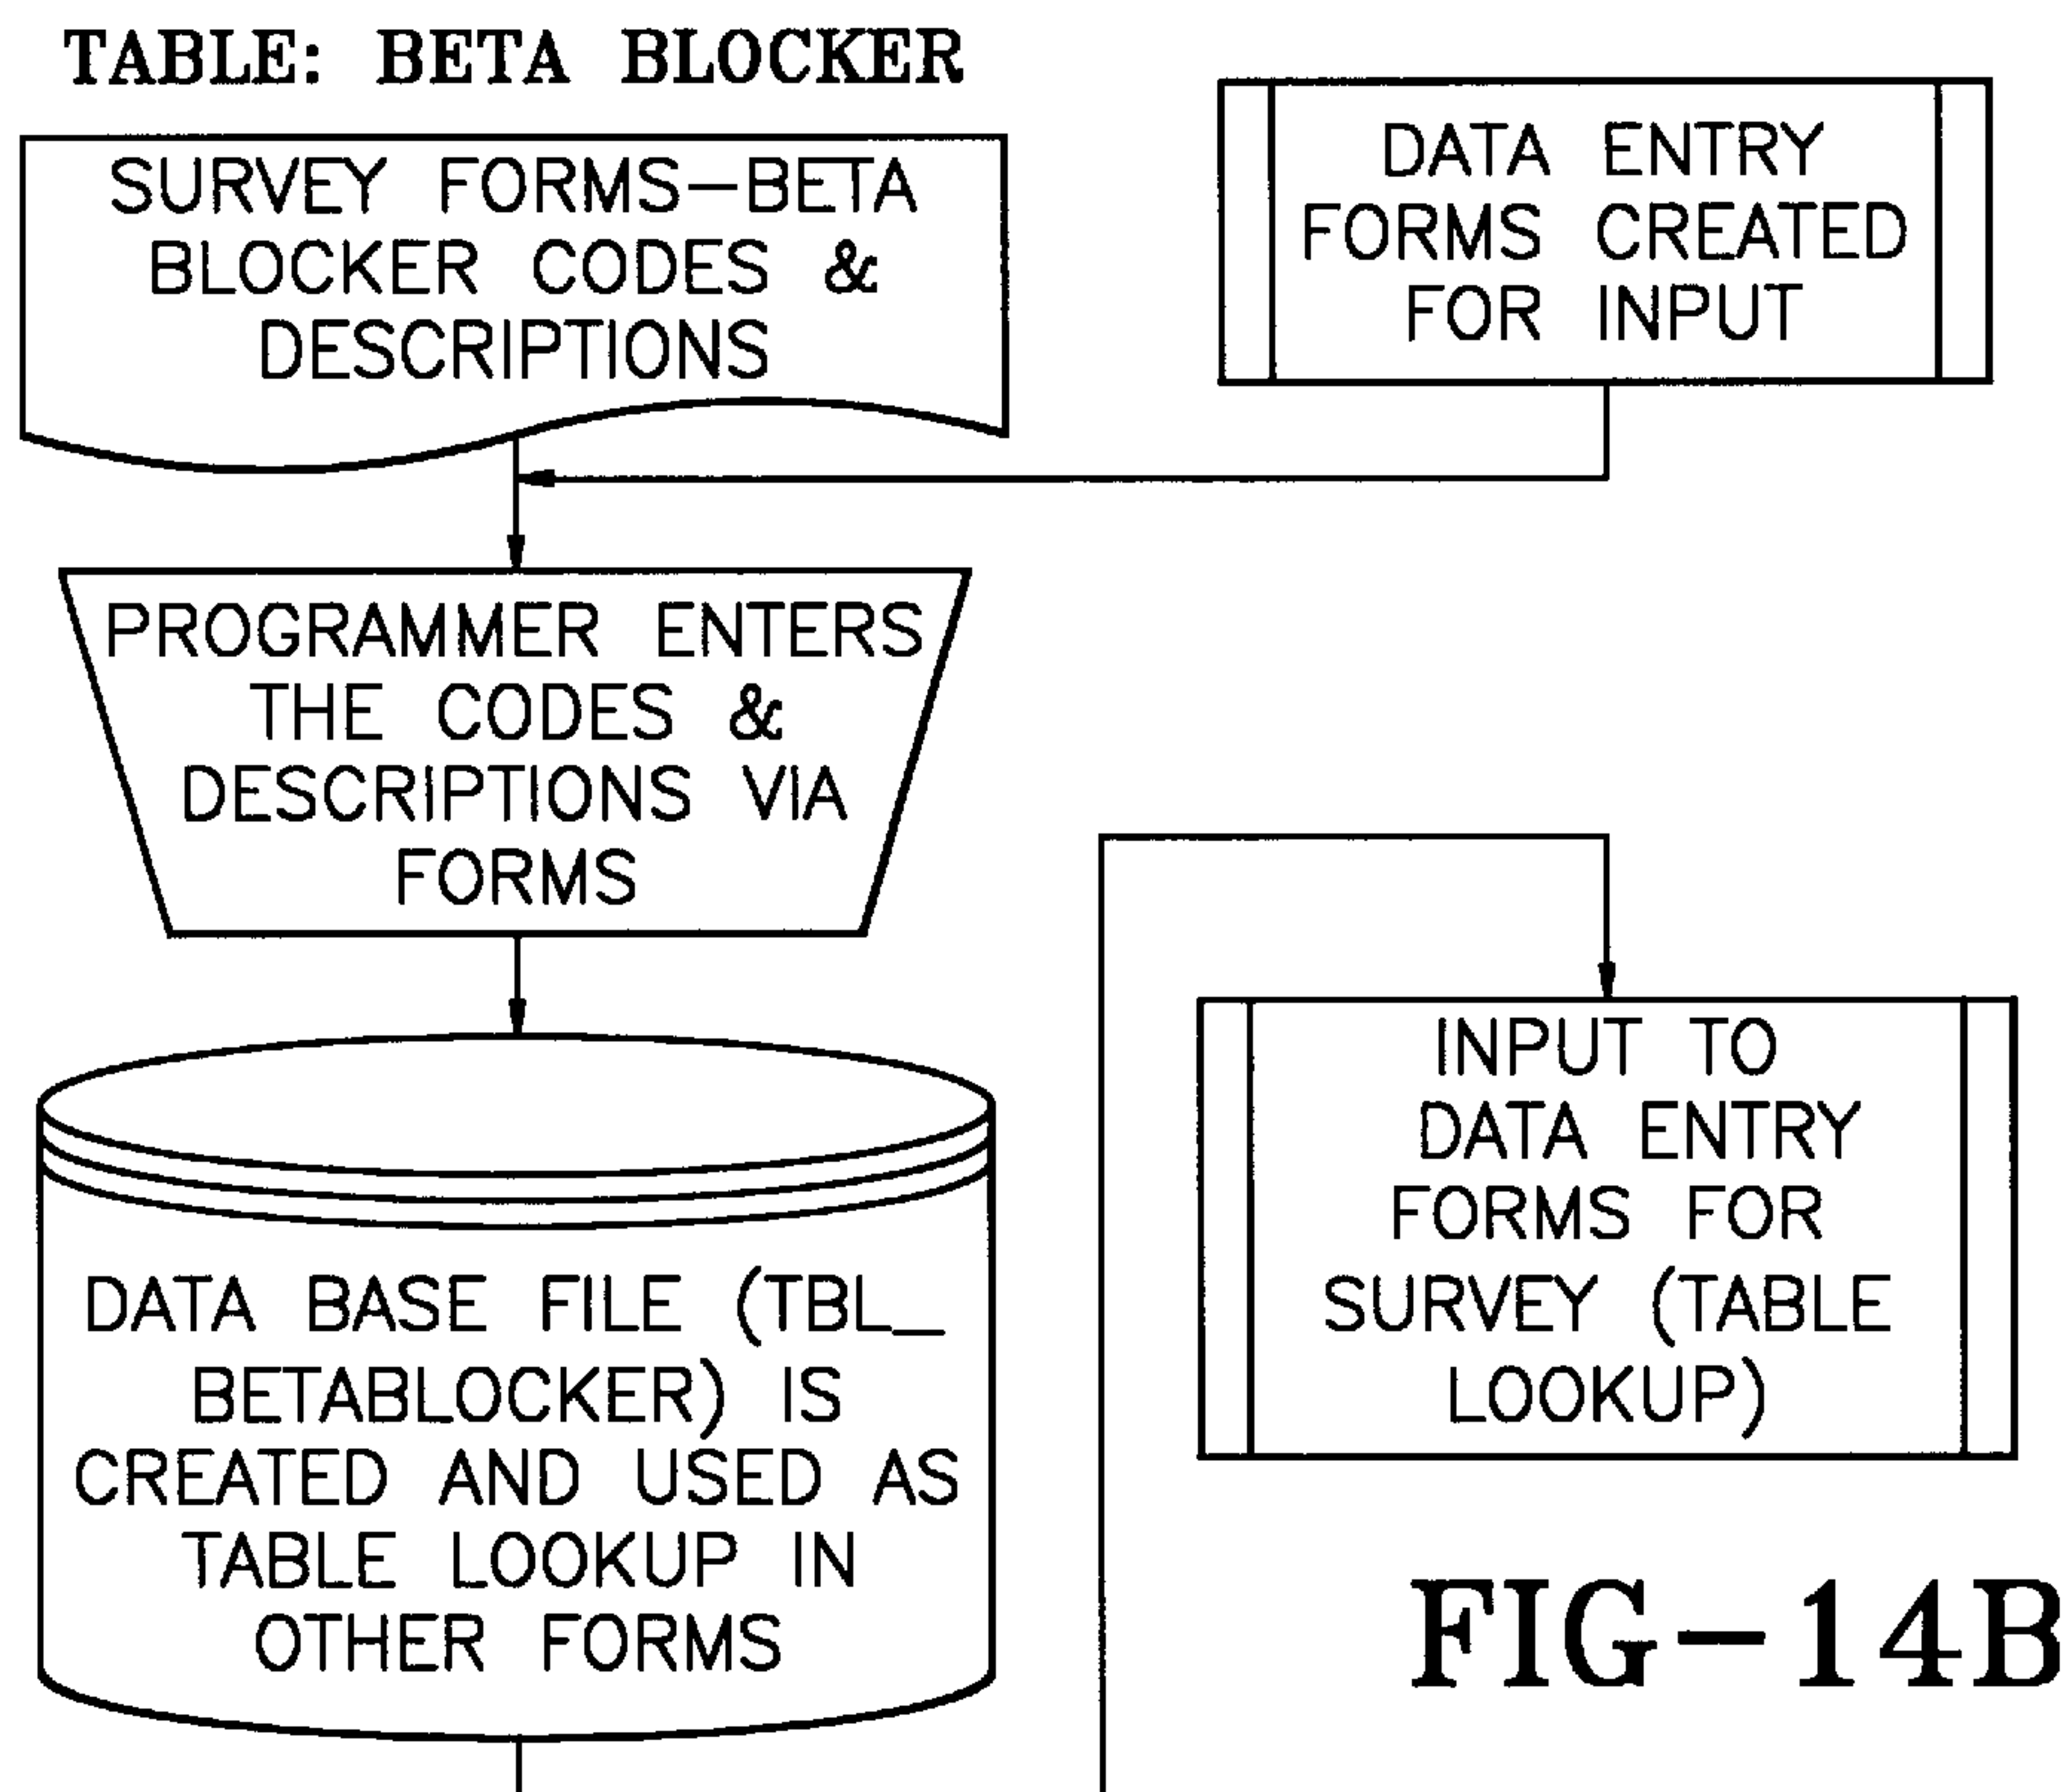 TABLE: BETA BLOCKER
SURVEY FORMS-BETA
BLOCKER CODES &
DESCRIPTIONS
DATA ENTRY
FORMS CREATED
FOR INPUT
PROGRAMMER ENTERS
THE CODES &
DESCRIPTIONS VIA
FORMS
DATA BASE FILE (TBL_
BETABLOCKER) IS
CREATED AND USED AS
TABLE LOOKUP IN
OTHER FORMS
INPUT TO
DATA ENTRY
FORMS FOR
SURVEY (TABLE
LOOKUP)
FIG-14B